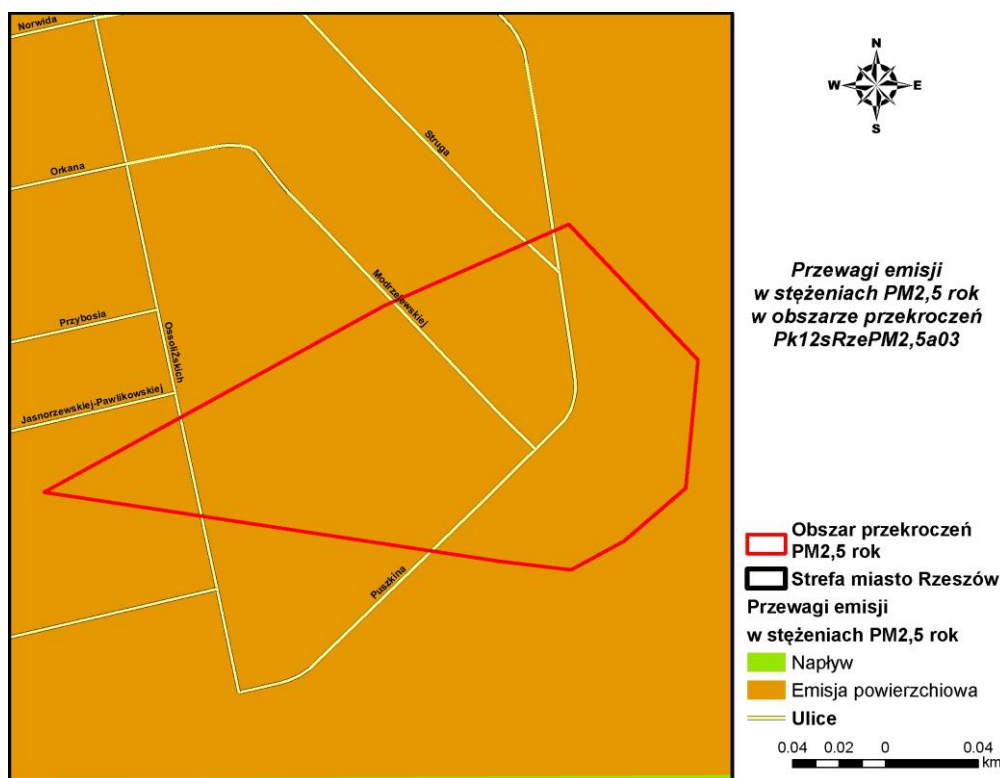 Norwida
Struga
Orkana
Modrzejewskiej
Przybosia
OssoliŻskich
Jasnorzewskiej-Pawlikowskiej
Puszkina
N
W
E
S
Przewagi emisji
w stężeniach PM2,5 rok
w obszarze przekroczeń
Pk12sRzePM2,5a03
Obszar przekroczeń
PM2,5 rok
Strefa miasto Rzeszów
Przewagi emisji
w stężeniach PM2,5 rok
Napływ
Emisja powierzchiowa
Ulice
0.04 0.02 0 0.04
km